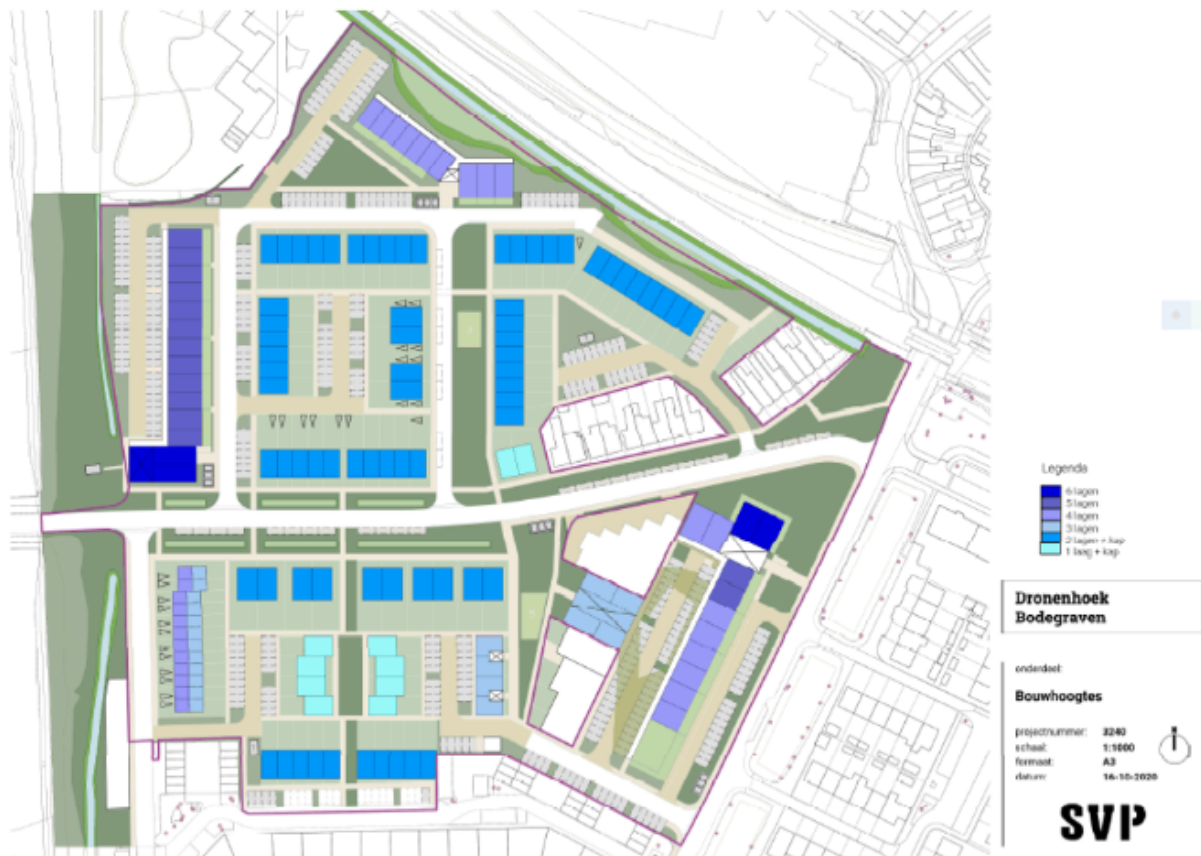 Legenda
6 lagen
5 lagen
4 lagen
3 lagen
2 lagen + kap
1 laag + kap
Dronenhoek
Bodegraven
onderdeel:
Bouwhoogtes
projectnummer: 3240
schaal: 1:1000
formaat: A3
datum: 16-10-2020
SVP